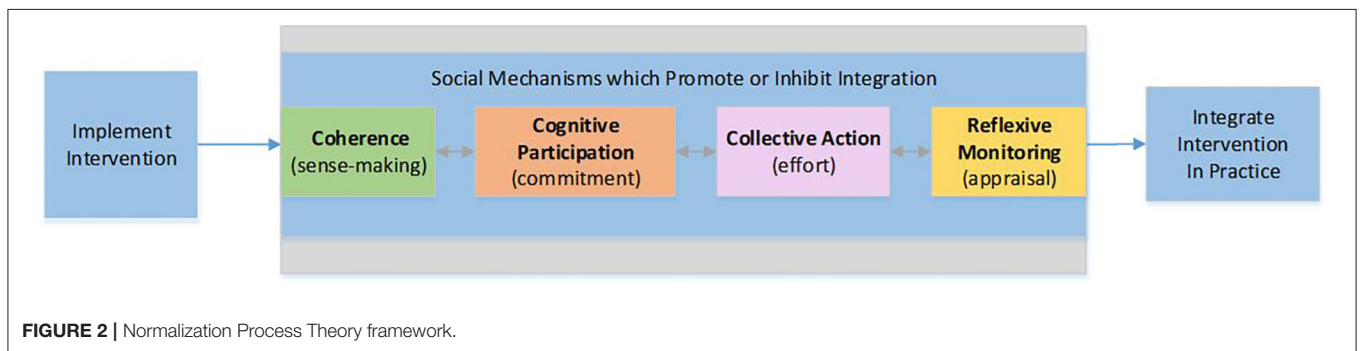 Social Mechanisms which Promote or Inhibit Integration
Implement
Intervention
Coherence
(sense-making)
Cognitive
Participation
(commitment)
Collective Action
(effort)
Reflexive
Monitoring
(appraisal)
Integrate
Intervention
In Practice
FIGURE 2 | Normalization Process Theory framework.